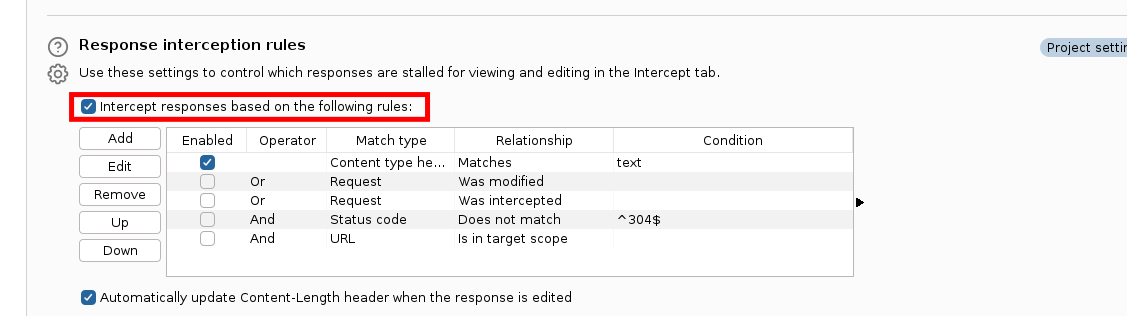 ?
Response interception rules
Project settin
Use these settings to control which responses are stalled for viewing and editing in the Intercept tab.
Intercept responses based on the following rules:
Add
Edit
Remove
Up
Down
Enabled Operator Match type Relationship Condition
Content type he... Matches text
Or Request Was modified
Or Request Was intercepted
And Status code Does not match ^304$
And URL Is in target scope
Automatically update Content-Length header when the response is edited